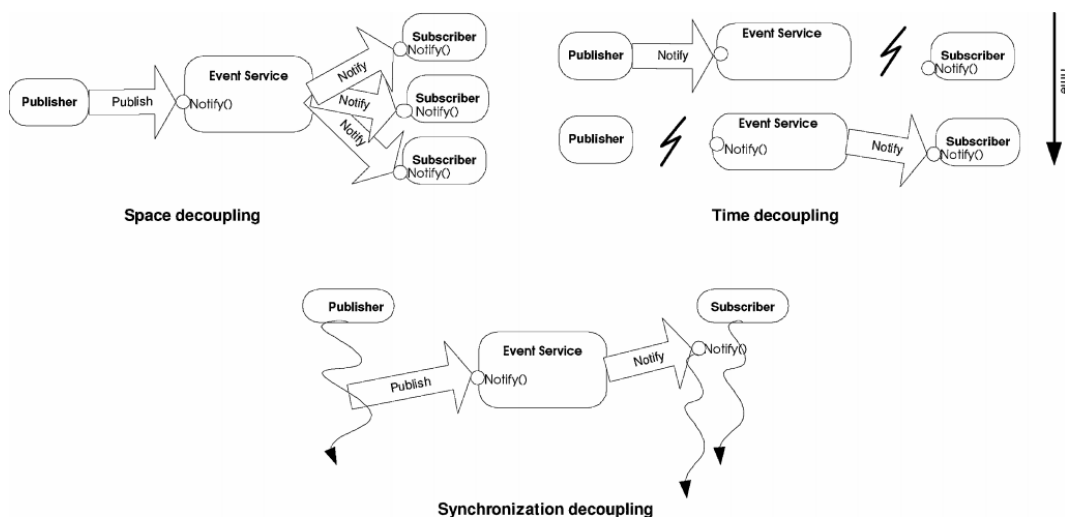 Publisher
Publish
Notify()
Event Service
Notify
Notify
Notify
Subscriber
Notify()
Subscriber
Notify()
Subscriber
Notify()
Space decoupling
Publisher
Notify
Event Service
Subscriber
Notify()
Publisher
Event Service
Notify()
Notify
Subscriber
Notify()
Time
Time decoupling
Publisher
Publish
Event Service
Notify()
Notify
Subscriber
Notify()
Synchronization decoupling